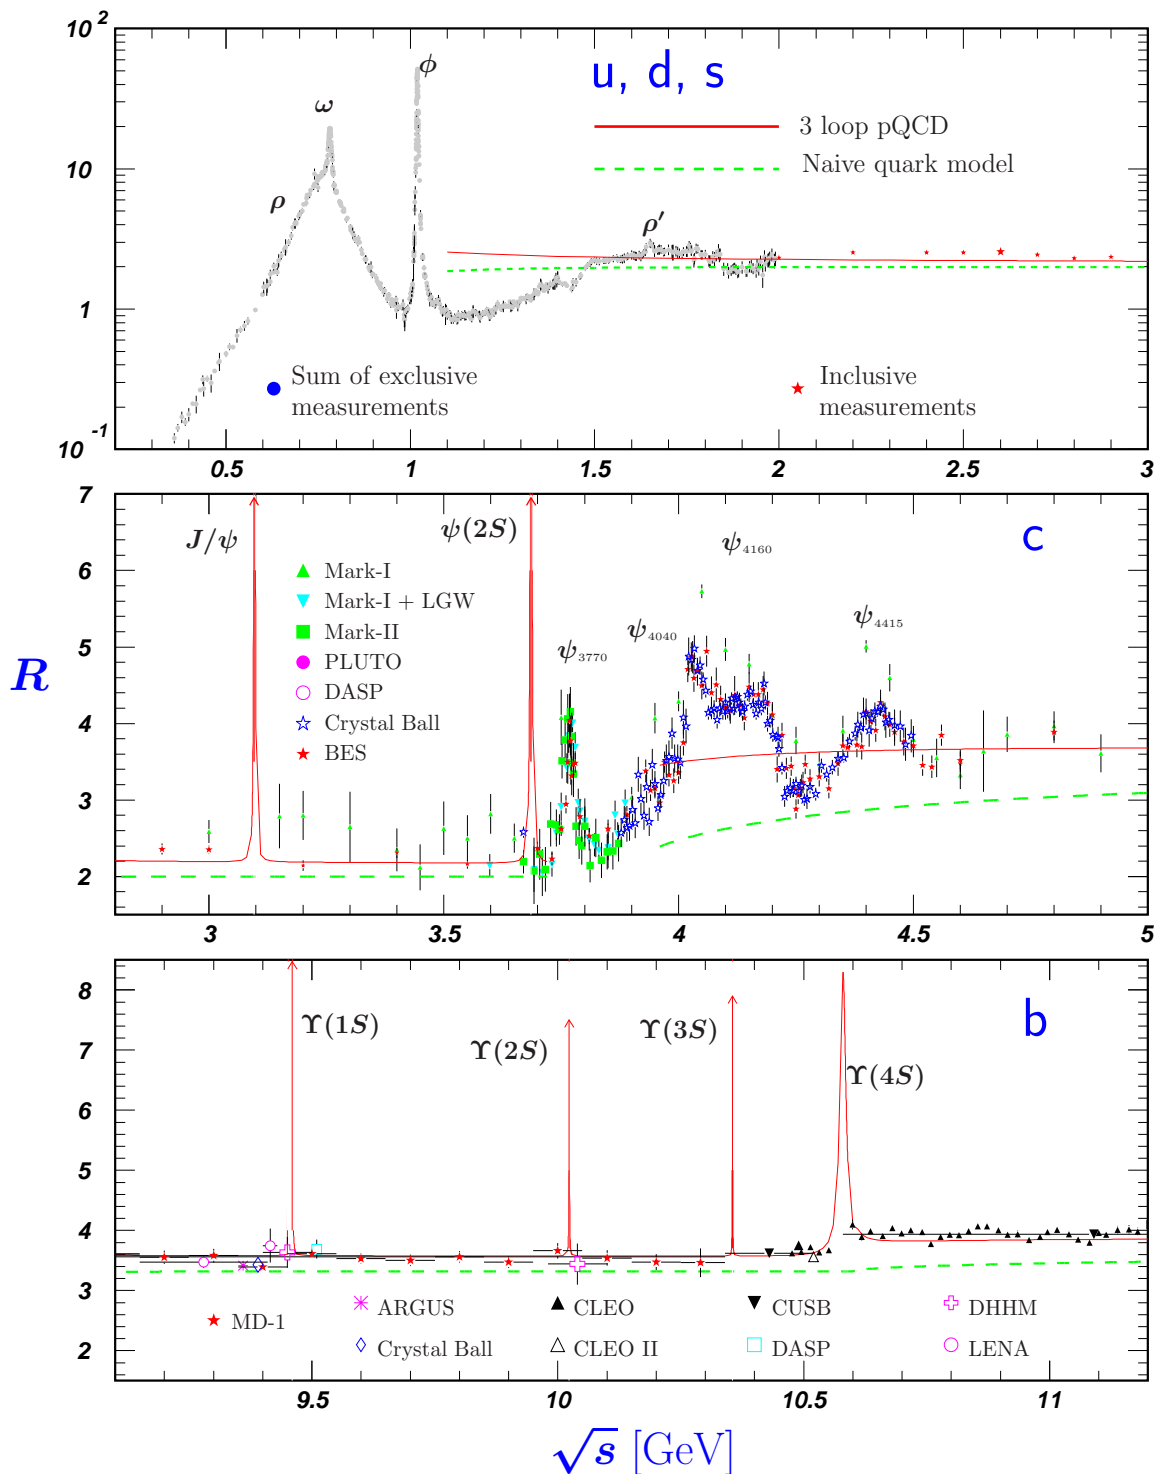 10 2
u, d, s
ϕ
ω
3 loop pQCD
10
Naive quark model
ρ
ρ′
1
Sum of exclusive
measurements
Inclusive
measurements
10 -1
0.5 1 1.5 2 2.5 3
7
J/ψ
ψ(2S)
ψ4160
c
6
Mark-I
Mark-I + LGW
Mark-II
PLUTO
DASP
Crystal Ball
BES
ψ3770
ψ4040
ψ4415
5
R
4
3
2
3 3.5 4 4.5 5
8
Υ(1S)
Υ(2S)
Υ(3S)
Υ(4S)
b
7
6
5
4
3
MD-1
ARGUS
CLEO
CUSB
DHHM
Crystal Ball
CLEO II
DASP
LENA
2
9.5 10 10.5 11
√s [GeV]